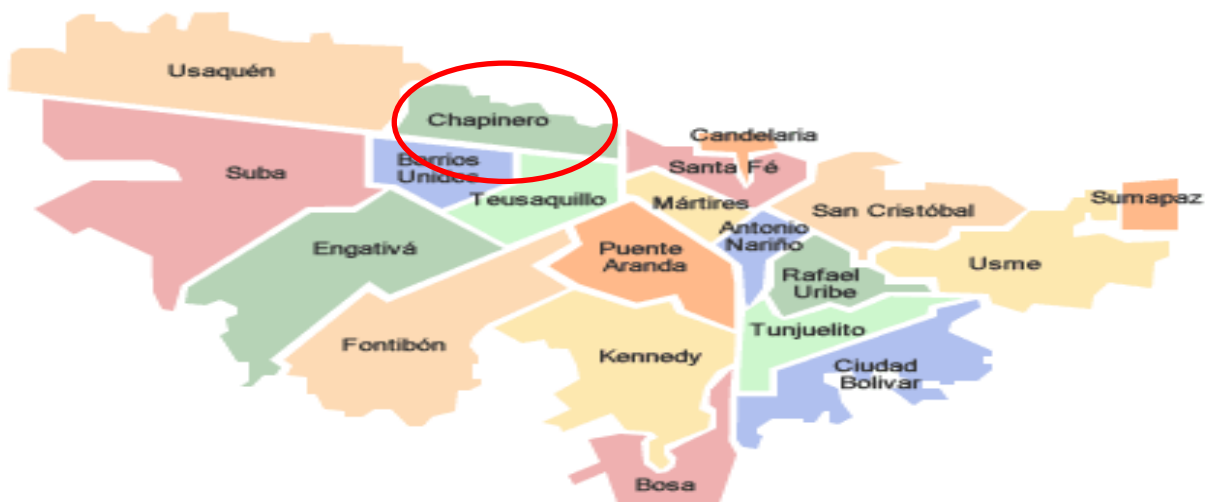 Usaquén
Chapinero
Candelaria
Barrios
Unidos
Suba
Santa Fé
Teusaquillo
Mártires
San Cristóbal
Sumapaz
Antonio
Nariño
Engativá
Puente
Aranda
Usme
Rafael
Uribe
Tunjuelito
Fontibón
Kennedy
Ciudad
Bolivar
Bosa